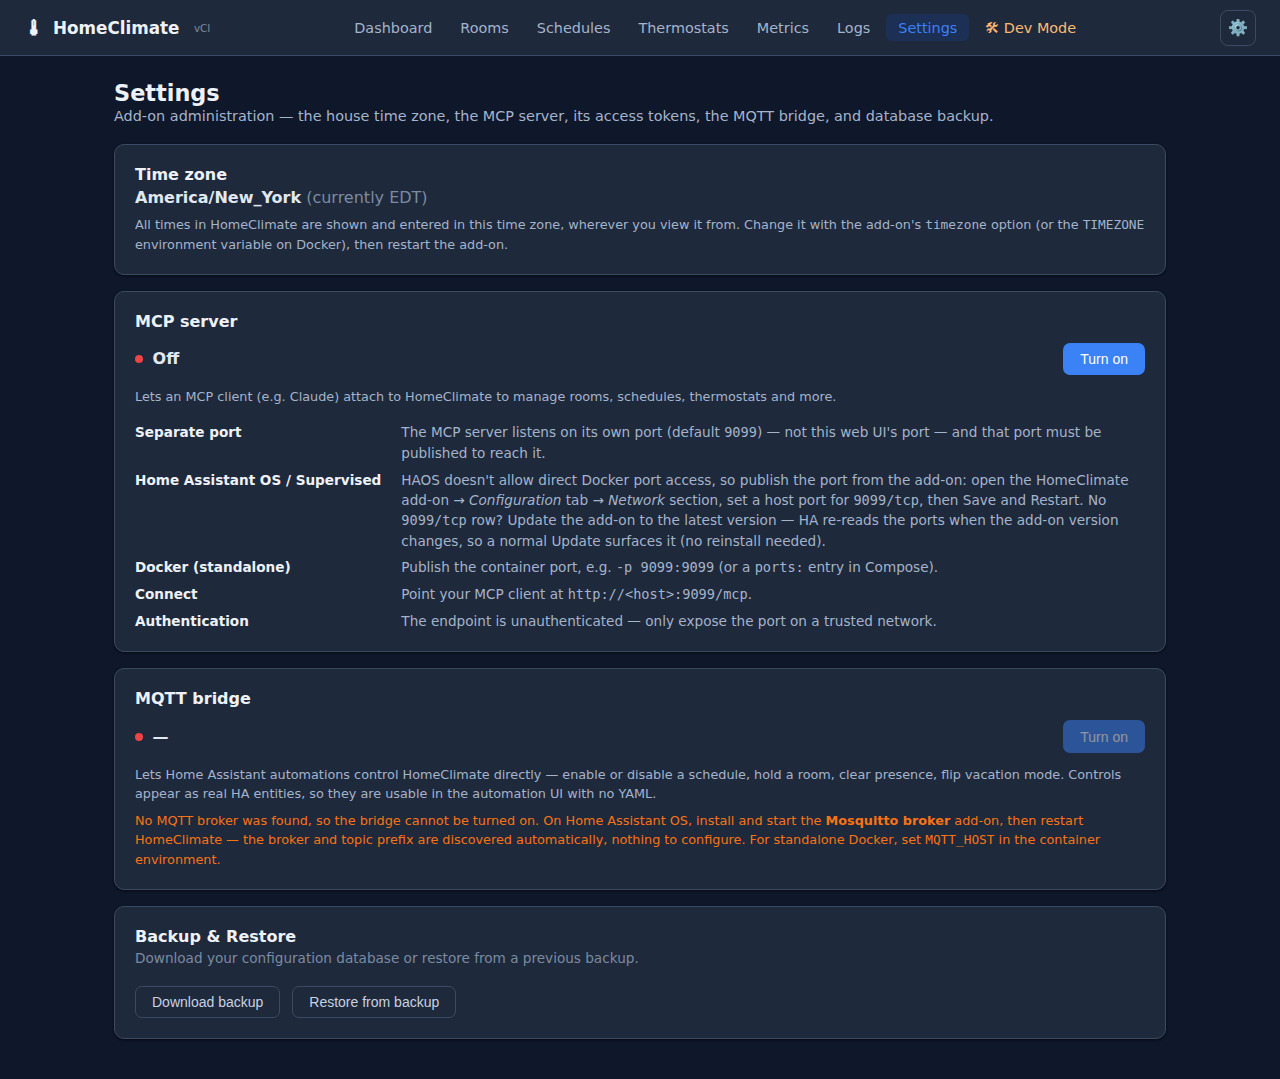 HomeClimate vCI Dashboard Rooms Schedules Thermostats Metrics Logs Settings 🛠 Dev Mode
Settings
Add-on administration — the house time zone, the MCP server, its access tokens, the MQTT bridge, and database backup.
Time zone
America/New_York (currently EDT)
All times in HomeClimate are shown and entered in this time zone, wherever you view it from. Change it with the add-on's timezone option (or the TIMEZONE
environment variable on Docker), then restart the add-on.
MCP server
Off Turn on
Lets an MCP client (e.g. Claude) attach to HomeClimate to manage rooms, schedules, thermostats and more.
Separate port The MCP server listens on its own port (default 9099) — not this web UI's port — and that port must be
published to reach it.
Home Assistant OS / Supervised HAOS doesn't allow direct Docker port access, so publish the port from the add-on: open the HomeClimate
add-on → Configuration tab → Network section, set a host port for 9099/tcp, then Save and Restart. No
9099/tcp row? Update the add-on to the latest version — HA re-reads the ports when the add-on version
changes, so a normal Update surfaces it (no reinstall needed).
Docker (standalone) Publish the container port, e.g. -p 9099:9099 (or a ports: entry in Compose).
Connect Point your MCP client at http://<host>:9099/mcp.
Authentication The endpoint is unauthenticated — only expose the port on a trusted network.
MQTT bridge
— Turn on
Lets Home Assistant automations control HomeClimate directly — enable or disable a schedule, hold a room, clear presence, flip vacation mode. Controls
appear as real HA entities, so they are usable in the automation UI with no YAML.
No MQTT broker was found, so the bridge cannot be turned on. On Home Assistant OS, install and start the Mosquitto broker add-on, then restart
HomeClimate — the broker and topic prefix are discovered automatically, nothing to configure. For standalone Docker, set MQTT_HOST in the container
environment.
Backup & Restore
Download your configuration database or restore from a previous backup.
Download backup Restore from backup